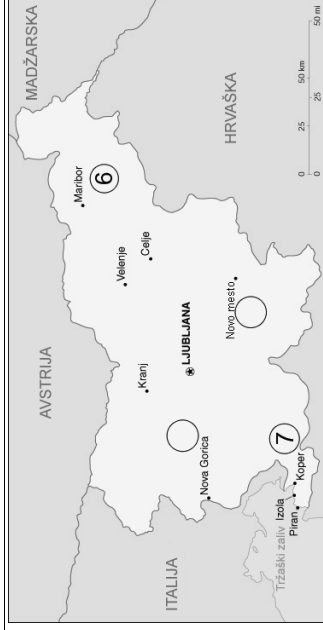 MADŽARSKA
AVSTRIJA
Maribor
6
Velenje
Celje
HRVAŠKA
Kranj
LJUBLJANA
Novo mesto
Nova Gorica
ITALIJA
7
Tržaški zaliv
Koper
Izola
Piran
0 25 50 km
0 25 50 mi